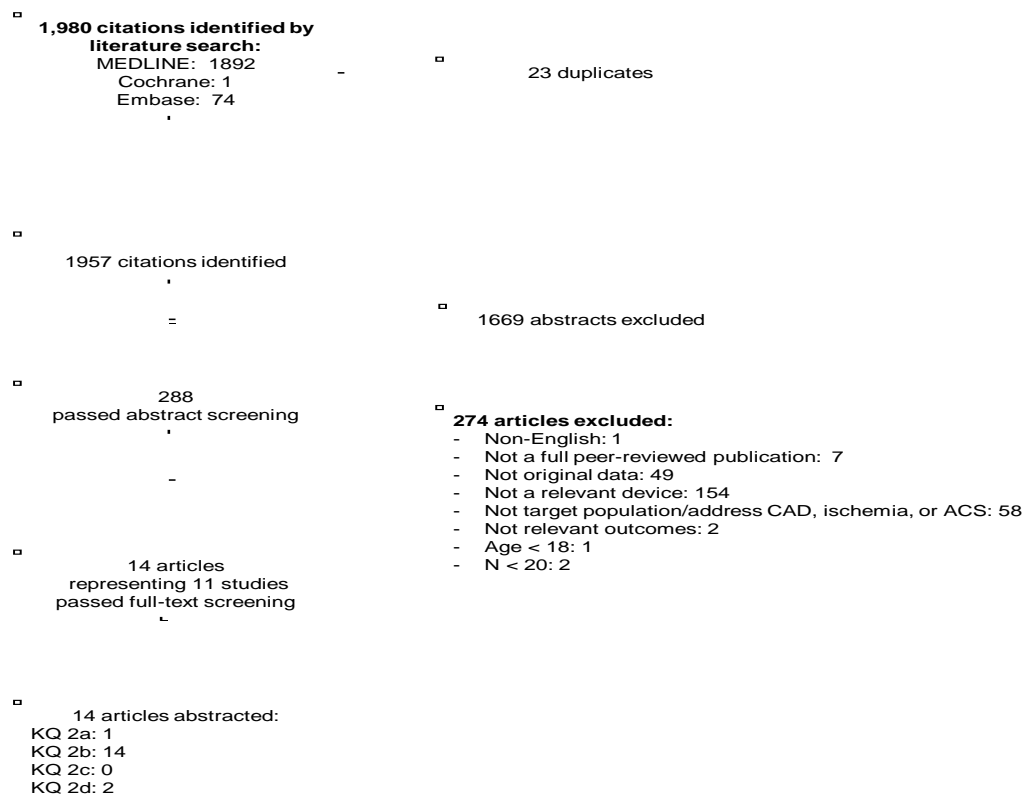 1,980 citations identified by
literature search:
MEDLINE: 1892
Cochrane: 1
Embase: 74
23 duplicates
1957 citations identified
1669 abstracts excluded
288
passed abstract screening
274 articles excluded:
- Non-English: 1
- Not a full peer-reviewed publication: 7
- Not original data: 49
- Not a relevant device: 154
- Not target population/address CAD, ischemia, or ACS: 58
- Not relevant outcomes: 2
- Age < 18: 1
- N < 20: 2
14 articles
representing 11 studies
passed full-text screening
14 articles abstracted:
KQ 2a: 1
KQ 2b: 14
KQ 2c: 0
KQ 2d: 2